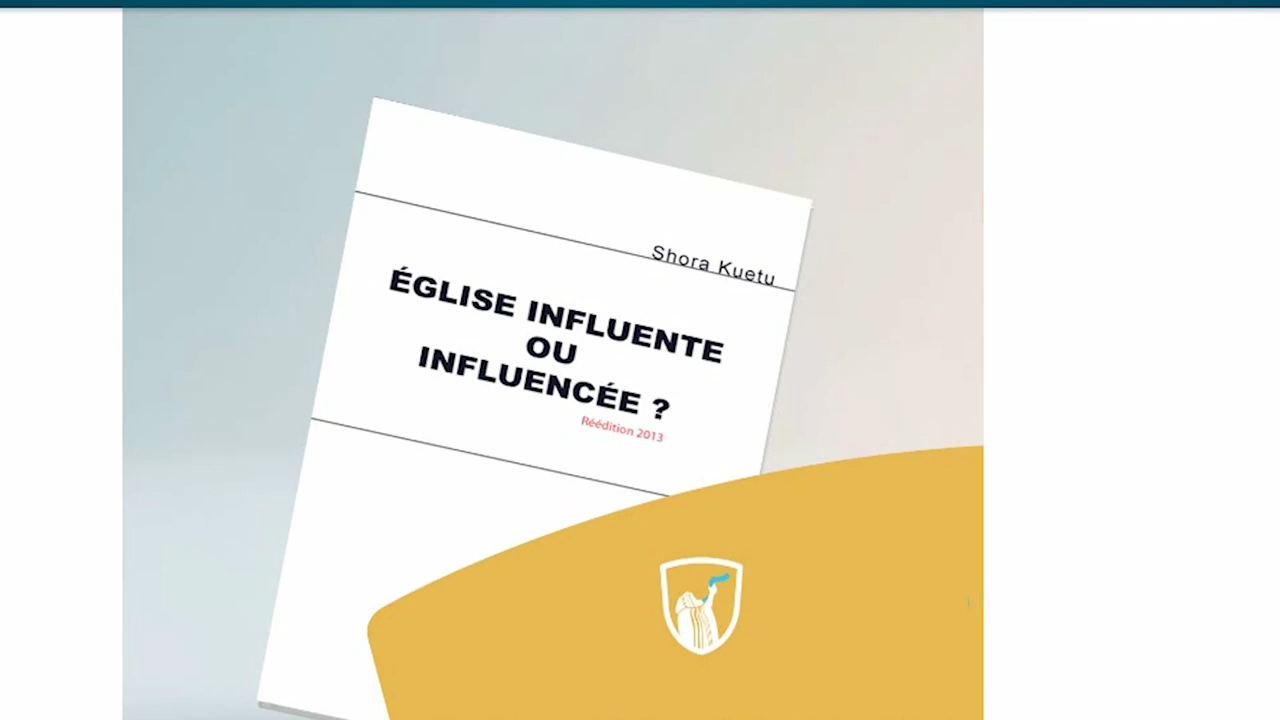 Shora Kuetu
ÉGLISE INFLUENTE
OU
INFLUENCÉE ?
Réédition 2013